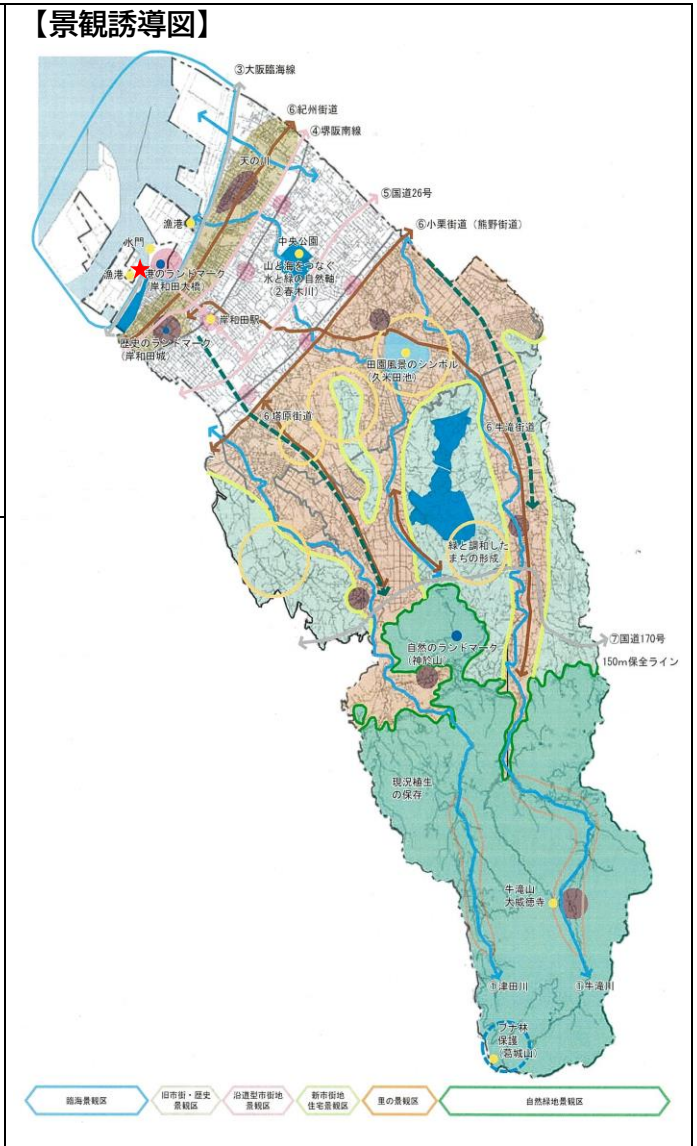 【景観誘導図】
③大阪臨海線
⑥紀州街道
④堺阪南線
天の川
⑤国道26号
漁港
⑥小栗街道（熊野街道）
水門
中央公園
漁港
港のランドマーク
岸和田大橋
山と海をつなぐ
水と緑の自然軸
（②春木川）
岸和田駅
歴史のランドマーク
（岸和田城）
田園風景のシンボル
（久米田池）
⑥塔原街道
⑥牛滝街道
緑と調和した
まちの形成
自然のランドマーク
（神於山）
⑦国道170号
150m保全ライン
現況植生
の保存
牛滝山
大威徳寺
①津田川
①牛滝川
ブナ林
保護
（葛城山）
臨海景観区
旧市街・歴史
景観区
沿道型市街地
景観区
新市街地
住宅景観区
里の景観区
自然緑地景観区